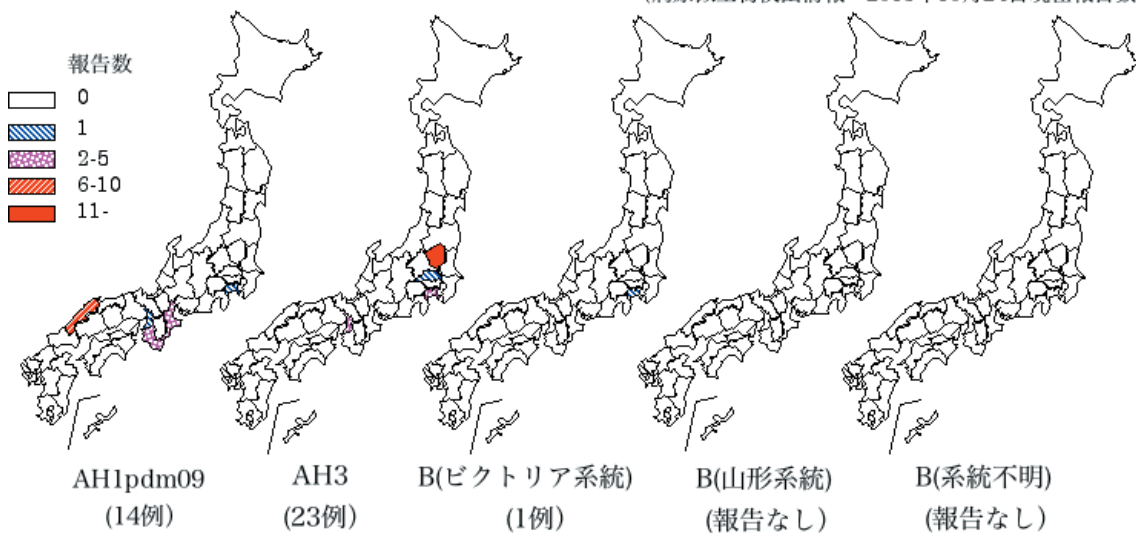 報告数
0
1
2-5
6-10
11-
AH1pdm09
(14例)
AH3
(23例)
B(ビクトリア系統)
(1例)
B(山形系統)
(報告なし)
B(系統不明)
(報告なし)